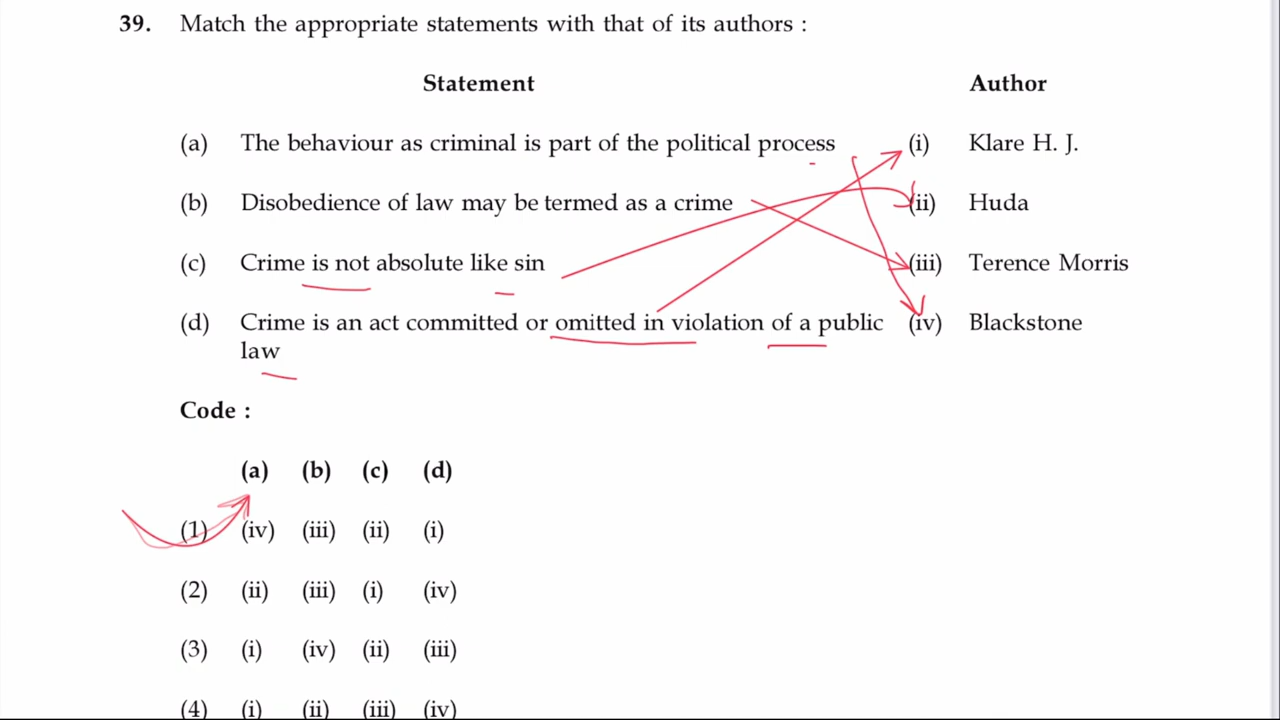 39. Match the appropriate statements with that of its authors :
Statement Author
(a) The behaviour as criminal is part of the political process (i) Klare H. J.
(b) Disobedience of law may be termed as a crime (ii) Huda
(c) Crime is not absolute like sin (iii) Terence Morris
(d) Crime is an act committed or omitted in violation of a public (iv) Blackstone
law
Code :
(a) (b) (c) (d)
(1) (iv) (iii) (ii) (i)
(2) (ii) (iii) (i) (iv)
(3) (i) (iv) (ii) (iii)
(4) (i) (ii) (iii) (iv)